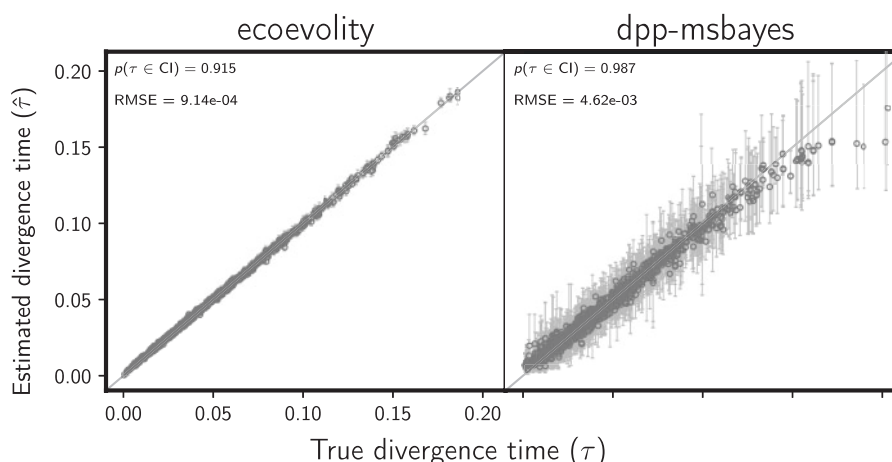 ecoevolity
dpp-msbayes
p(τ ∈ CI) = 0.915
RMSE = 9.14e-04
p(τ ∈ CI) = 0.987
RMSE = 4.62e-03
Estimated divergence time (τ̂)
0.20
0.15
0.10
0.05
0.00
0.00 0.05 0.10 0.15 0.20
True divergence time (τ)